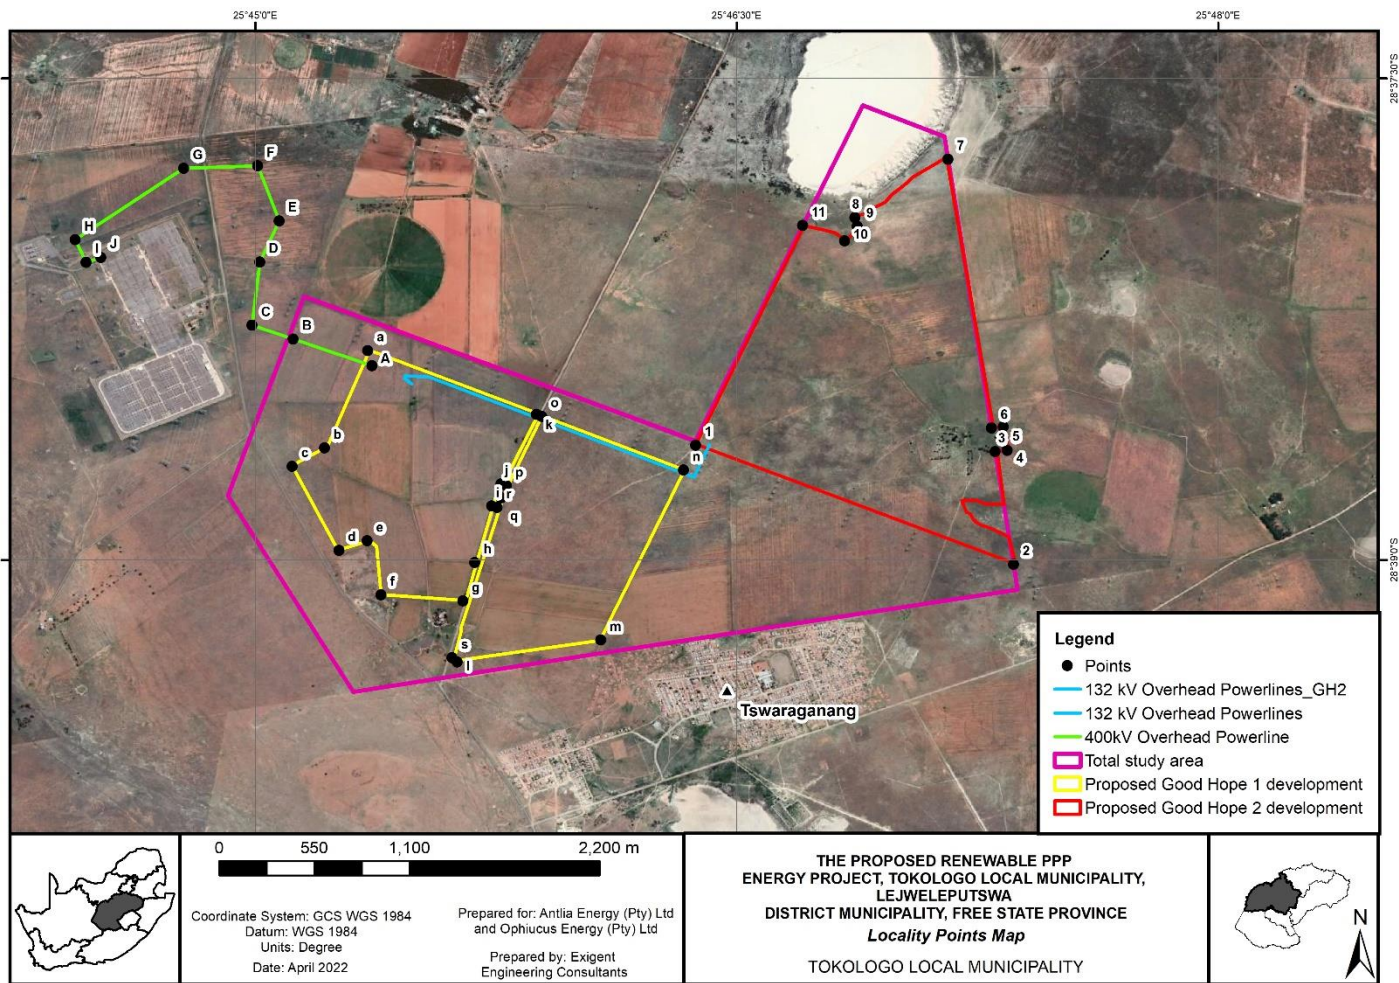 25°45'0"E
25°46'30"E
25°48'0"E
28°37'30"S
28°39'0"S
G
F
E
H
I
J
D
C
B
a
A
b
c
d
e
f
g
h
i
j
k
o
p
r
q
s
l
m
n
1
2
3
4
5
6
7
8
9
10
11
Tswaraganang
Legend
Points
132 kV Overhead Powerlines_GH2
132 kV Overhead Powerlines
400kV Overhead Powerline
Total study area
Proposed Good Hope 1 development
Proposed Good Hope 2 development
0 550 1,100 2,200 m
Coordinate System: GCS WGS 1984
Datum: WGS 1984
Units: Degree
Date: April 2022
Prepared for: Antlia Energy (Pty) Ltd
and Ophiucus Energy (Pty) Ltd
Prepared by: Exigent
Engineering Consultants
THE PROPOSED RENEWABLE PPP
ENERGY PROJECT, TOKOLOGO LOCAL MUNICIPALITY,
LEJWELEPUTSWA
DISTRICT MUNICIPALITY, FREE STATE PROVINCE
Locality Points Map
TOKOLOGO LOCAL MUNICIPALITY
N